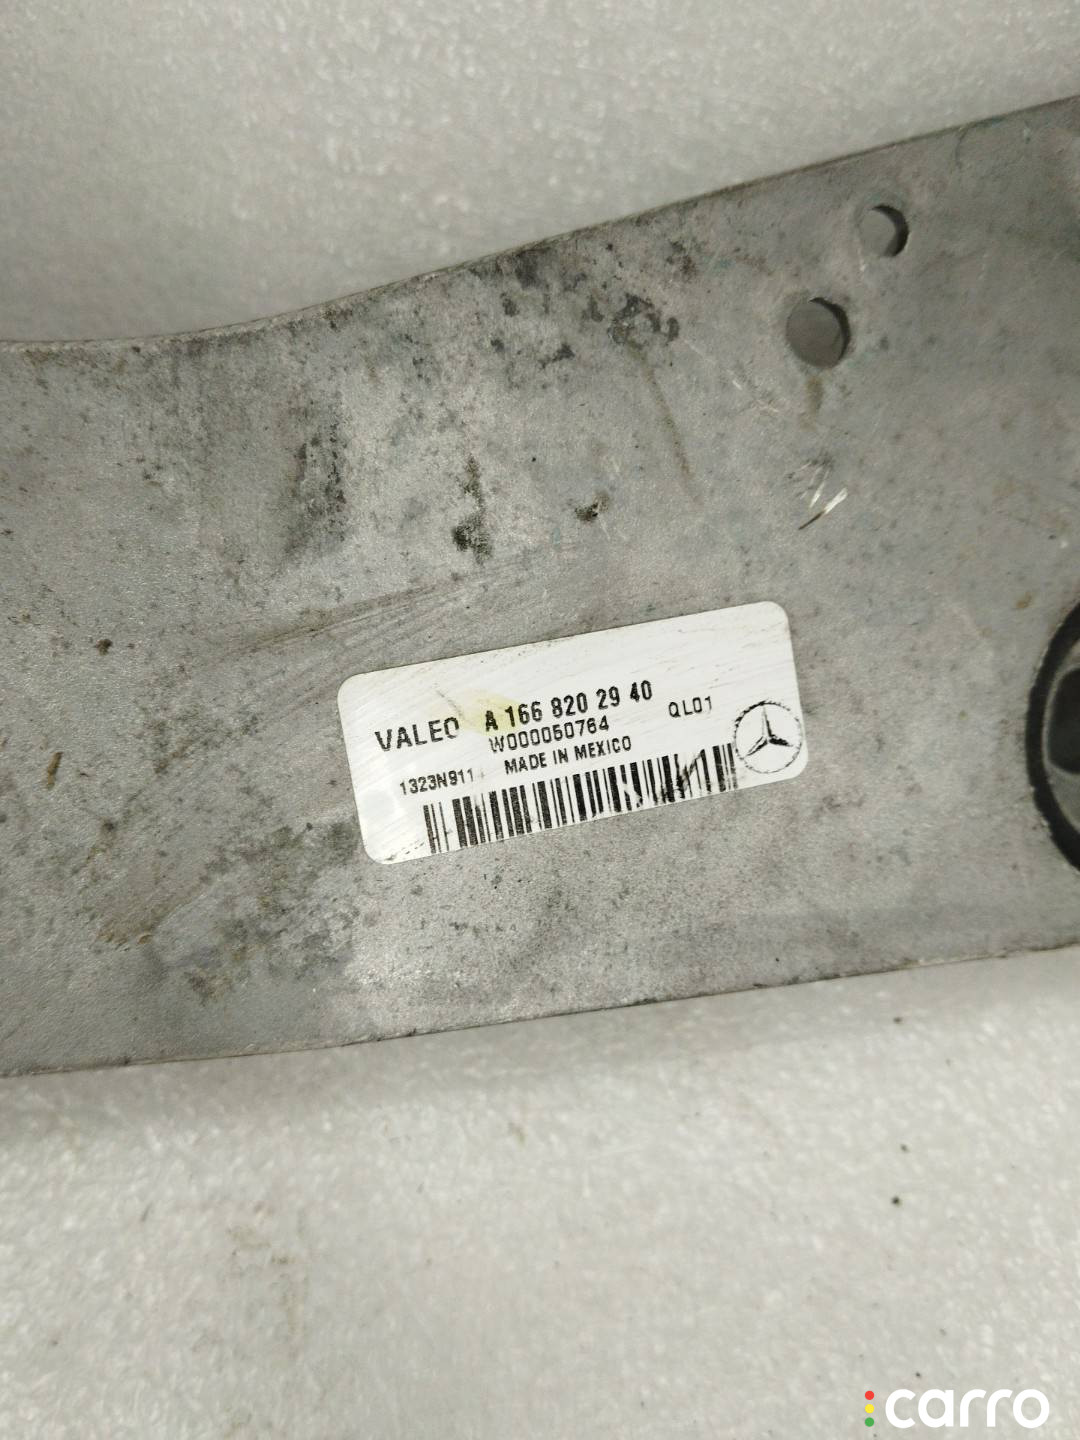 VALEO A 166 820 29 40
W000050764 QL01
1323N911 MADE IN MEXICO
carro